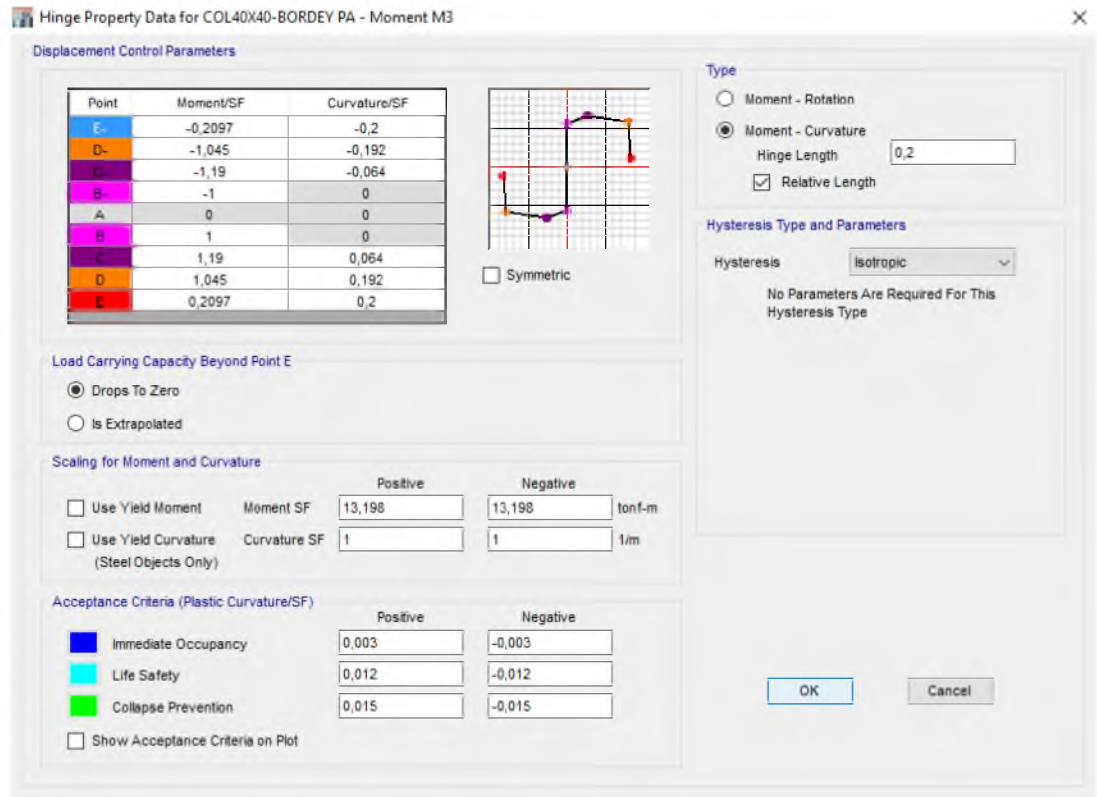 Hinge Property Data for COL40X40-BORDEY PA - Moment M3
Displacement Control Parameters
Point Moment/SF Curvature/SF
E- -0,2097 -0,2
D- -1,045 -0,192
C- -1,19 -0,064
B- -1 0
A 0 0
B 1 0
C 1,19 0,064
D 1,045 0,192
E 0,2097 0,2
Symmetric
Type
Moment - Rotation
Moment - Curvature
Hinge Length 0,2
Relative Length
Hysteresis Type and Parameters
Hysteresis Isotropic
No Parameters Are Required For This
Hysteresis Type
Load Carrying Capacity Beyond Point E
Drops To Zero
Is Extrapolated
Scaling for Moment and Curvature
Positive Negative
Use Yield Moment Moment SF 13,198 13,198 tonf-m
Use Yield Curvature Curvature SF 1 1 1/m
(Steel Objects Only)
Acceptance Criteria (Plastic Curvature/SF)
Positive Negative
Immediate Occupancy 0,003 -0,003
Life Safety 0,012 -0,012
Collapse Prevention 0,015 -0,015
Show Acceptance Criteria on Plot
OK Cancel